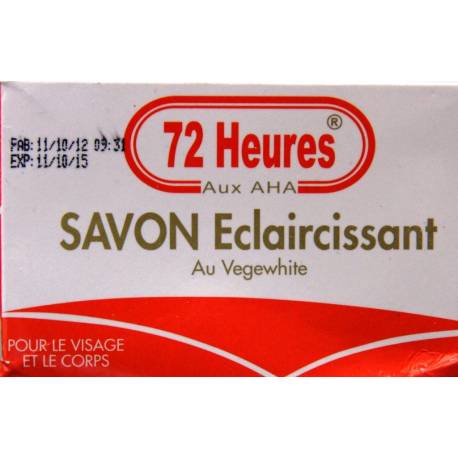 FAB:11/10/12 09:31
EXP:11/10/15
72 Heures®
Aux AHA
SAVON Eclaircissant
Au Vegewhite
POUR LE VISAGE
ET LE CORPS